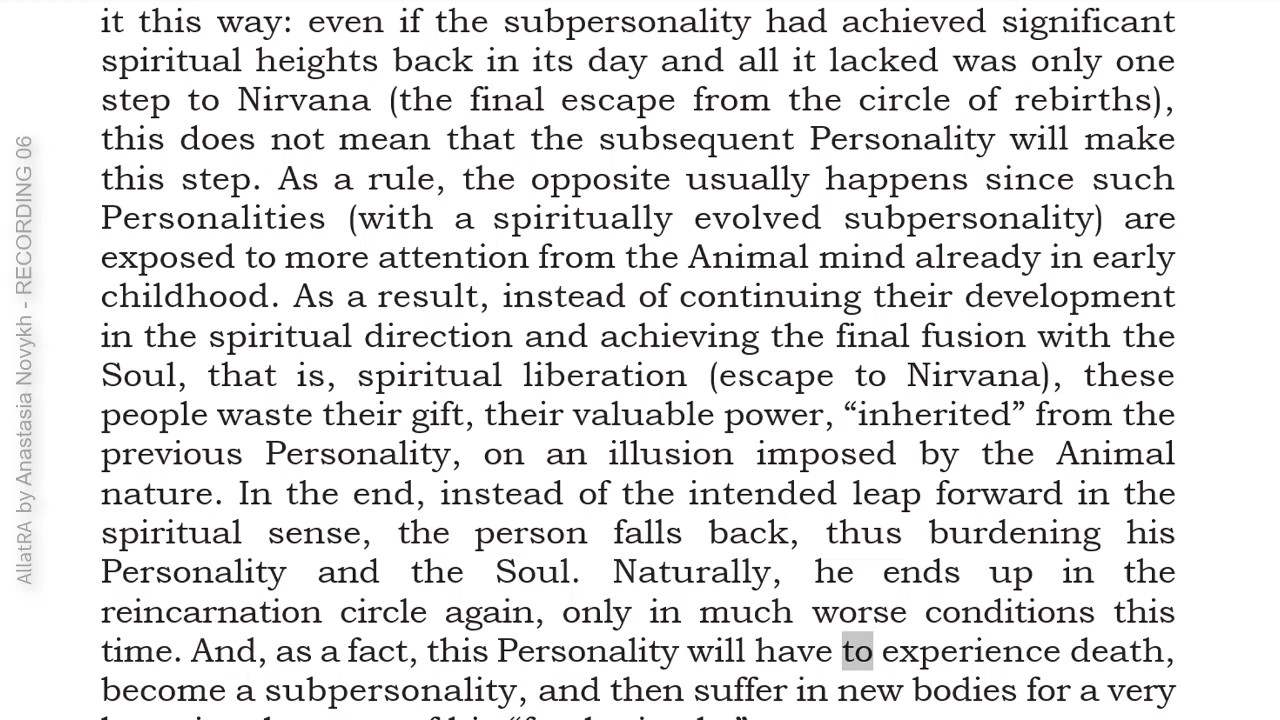 it this way: even if the subpersonality had achieved significant
spiritual heights back in its day and all it lacked was only one
step to Nirvana (the final escape from the circle of rebirths),
this does not mean that the subsequent Personality will make
this step. As a rule, the opposite usually happens since such
Personalities (with a spiritually evolved subpersonality) are
exposed to more attention from the Animal mind already in early
childhood. As a result, instead of continuing their development
in the spiritual direction and achieving the final fusion with the
Soul, that is, spiritual liberation (escape to Nirvana), these
people waste their gift, their valuable power, “inherited” from the
previous Personality, on an illusion imposed by the Animal
nature. In the end, instead of the intended leap forward in the
spiritual sense, the person falls back, thus burdening his
Personality and the Soul. Naturally, he ends up in the
reincarnation circle again, only in much worse conditions this
time. And, as a fact, this Personality will have to experience death,
become a subpersonality, and then suffer in new bodies for a very
AllatRA by Anastasia Novykh - RECORDING 06